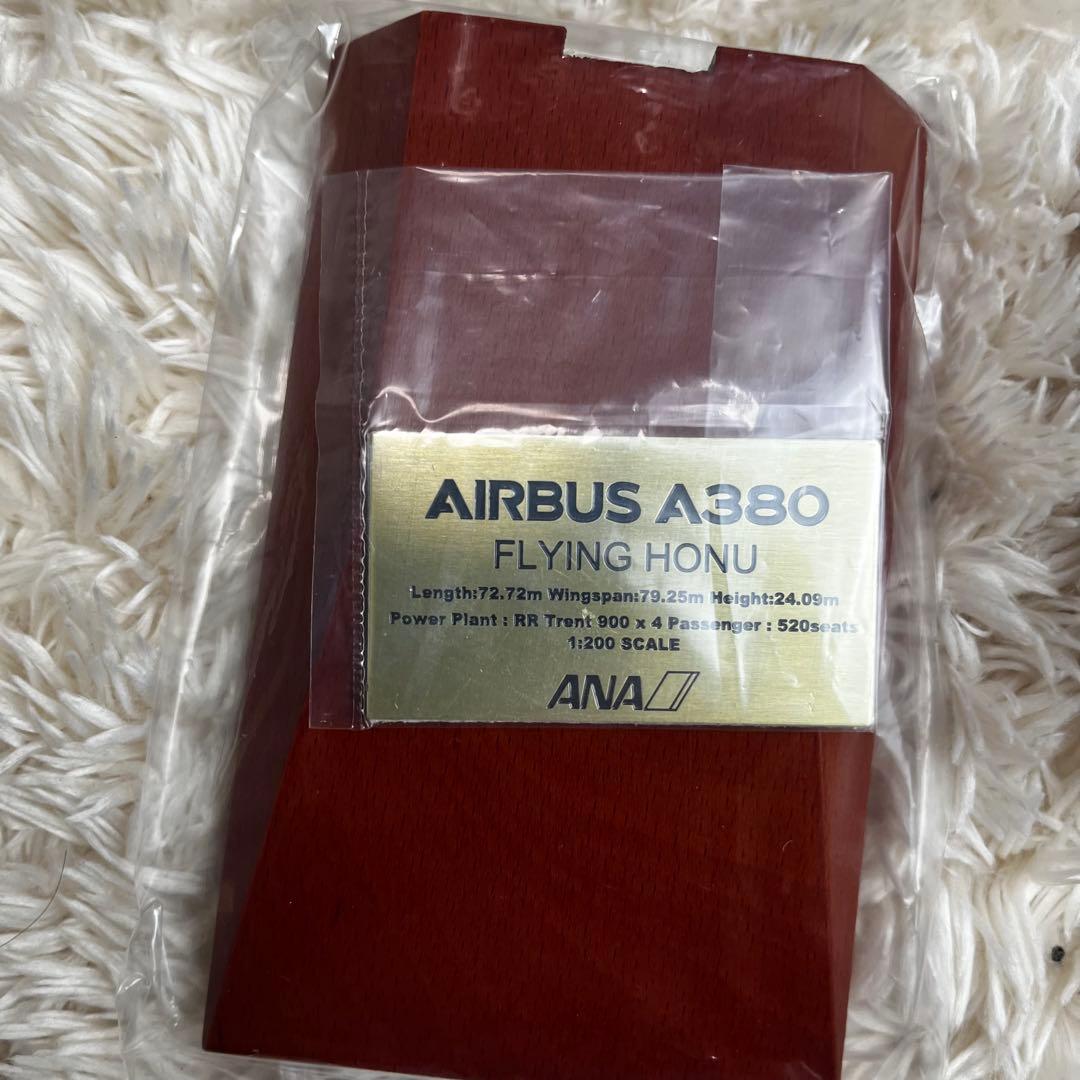 AIRBUS A380
FLYING HONU
Length:72.72m Wingspan:79.25m Height:24.09m
Power Plant : RR Trent 900 x 4 Passenger : 520seats
1:200 SCALE
ANA